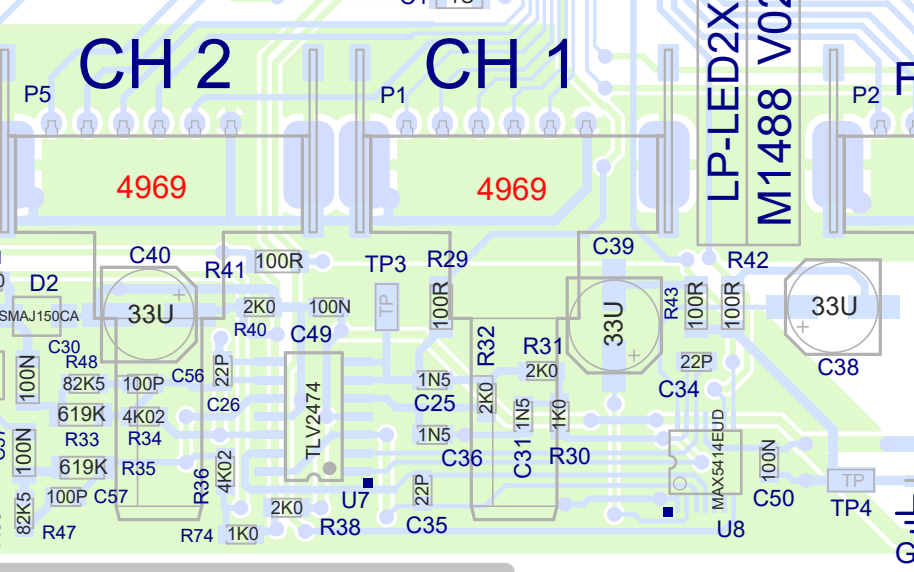 CH 2
CH 1
LP-LED2X
M1488 V02
P5
P1
P2
4969
4969
C40
R41
100R
TP3
R29
C39
R42
D2
SMAJ150CA
33U
2K0
100N
TP
100R
33U
R43
100R
100R
33U
R40
C49
C30
R48
C56
22P
R32
R31
2K0
22P
C34
C38
100N
82K5
100P
C26
TLV2474
1N5
C25
2K0
1N5
1K0
619K
4K02
R33
R34
1N5
C36
C31
R30
MAX5414EUD
100N
100N
619K
R35
R36
4K02
22P
C50
TP
TP4
82K5
100P
C57
U7
C35
U8
R47
2K0
R38
R74
1K0